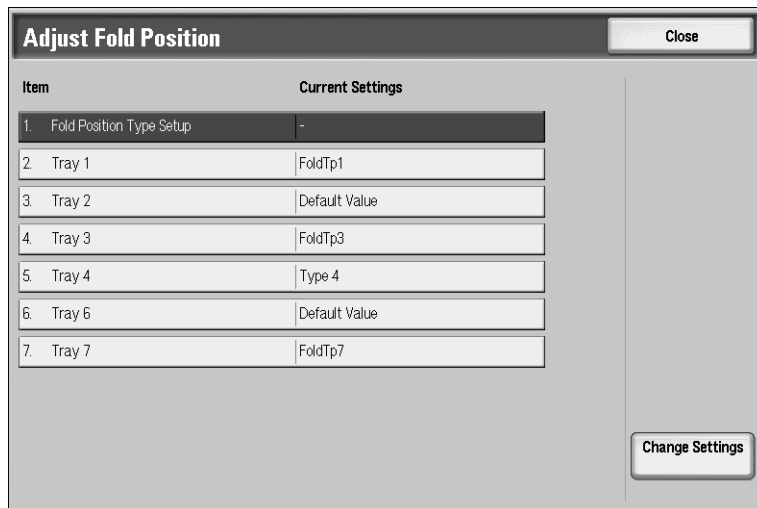 Adjust Fold Position Close
Item Current Settings
1. Fold Position Type Setup -
2. Tray 1 FoldTp1
3. Tray 2 Default Value
4. Tray 3 FoldTp3
5. Tray 4 Type 4
6. Tray 6 Default Value
7. Tray 7 FoldTp7
Change Settings